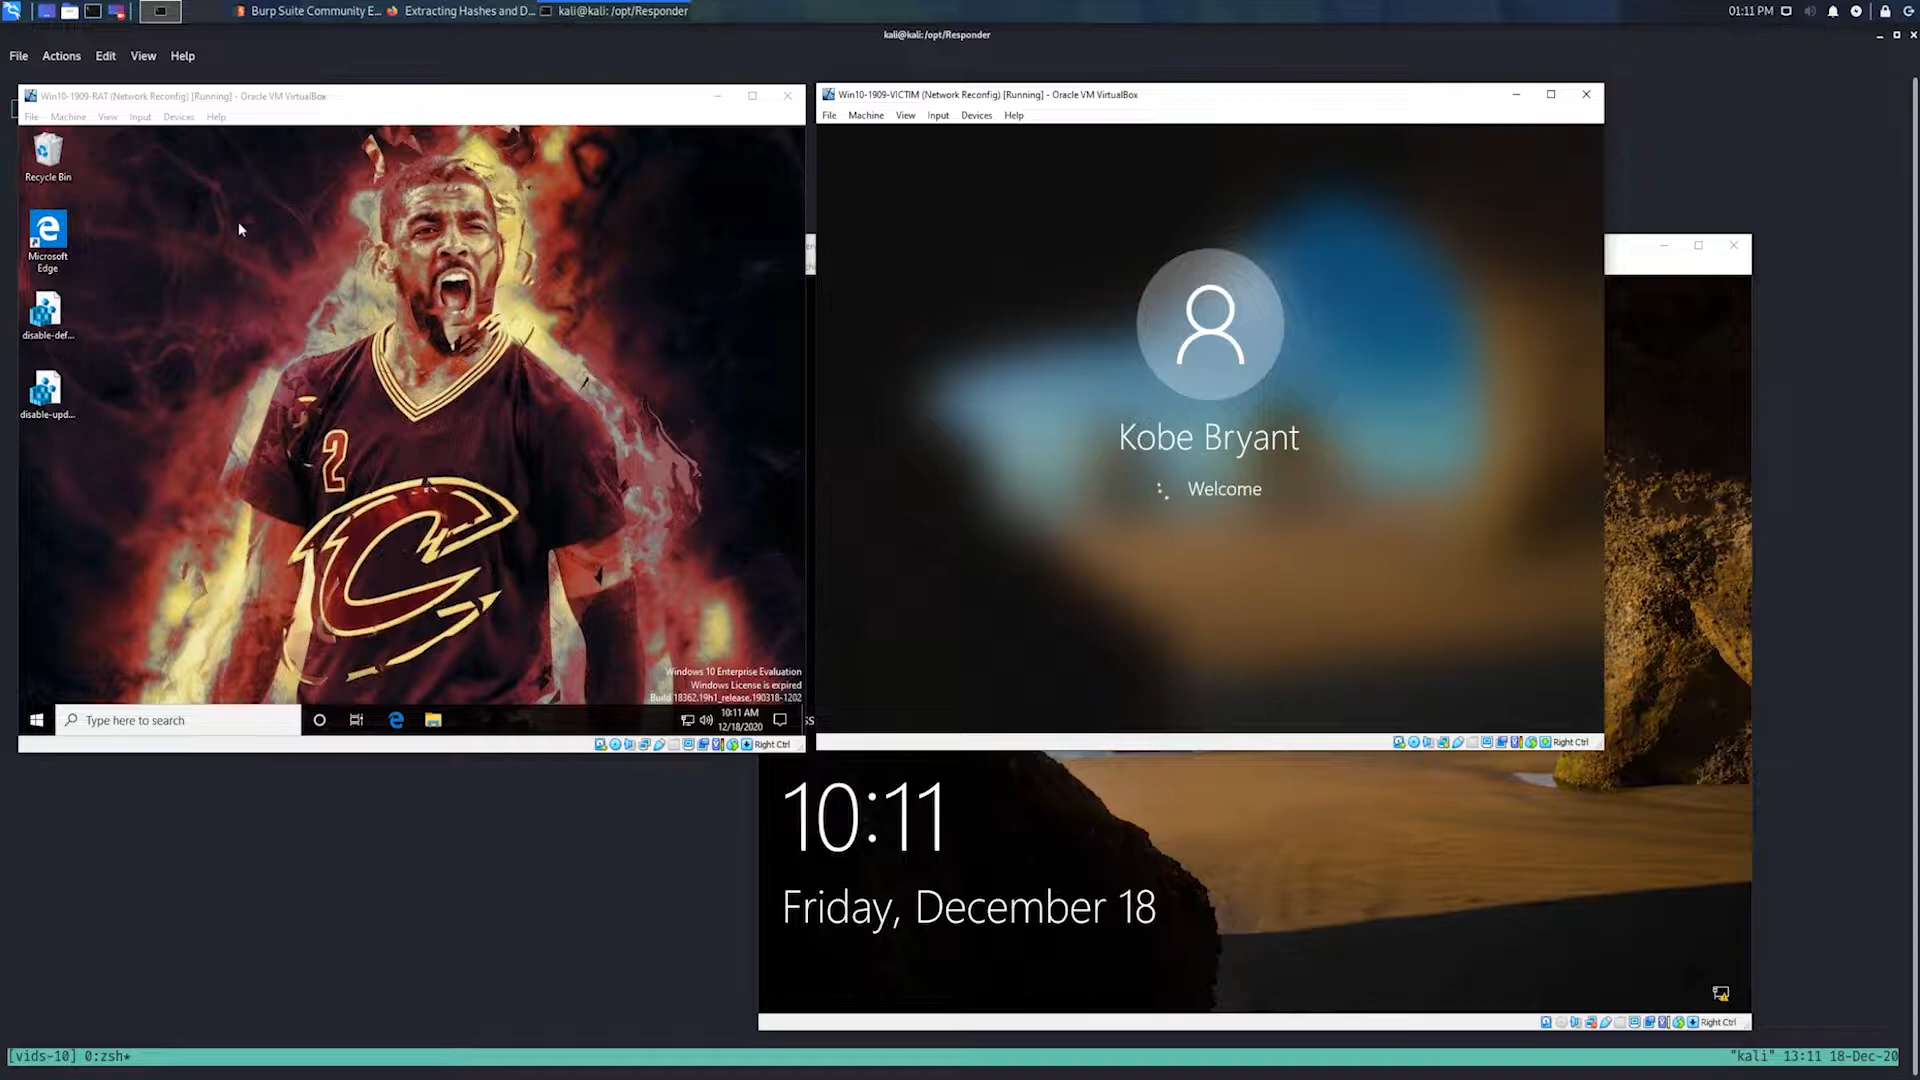 Burp Suite Community E...
Extracting Hashes and D...
kali@kali: /opt/Responder
01:11 PM
kali@kali: /opt/Responder
File Actions Edit View Help
Win10-1909-RAT (Network Reconfig) [Running] - Oracle VM VirtualBox
File Machine View Input Devices Help
Recycle Bin
Microsoft
Edge
disable-def...
disable-upd...
2
C
Windows 10 Enterprise Evaluation
Windows License is expired
Build 18362.19h1_release.190318-1202
Type here to search
10:11 AM
12/18/2020
Right Ctrl
Win10-1909-VICTIM (Network Reconfig) [Running] - Oracle VM VirtualBox
File Machine View Input Devices Help
Kobe Bryant
Welcome
Right Ctrl
10:11
Friday, December 18
Right Ctrl
[vids-10] 0:zsh*
"kali" 13:11 18-Dec-20